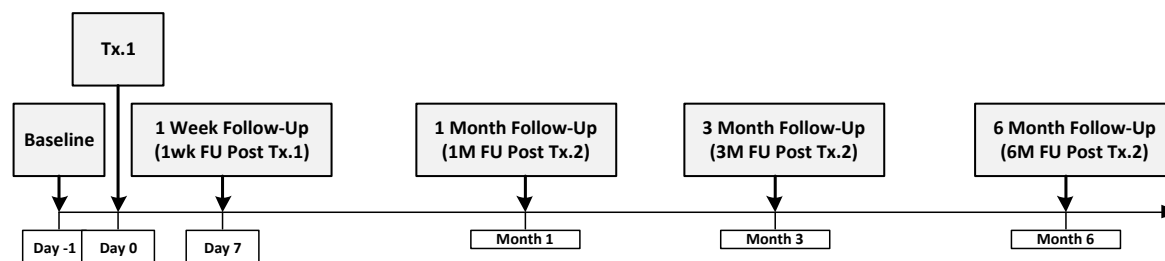 Tx.1
Baseline
1 Week Follow-Up
(1wk FU Post Tx.1)
1 Month Follow-Up
(1M FU Post Tx.2)
3 Month Follow-Up
(3M FU Post Tx.2)
6 Month Follow-Up
(6M FU Post Tx.2)
Day -1
Day 0
Day 7
Month 1
Month 3
Month 6